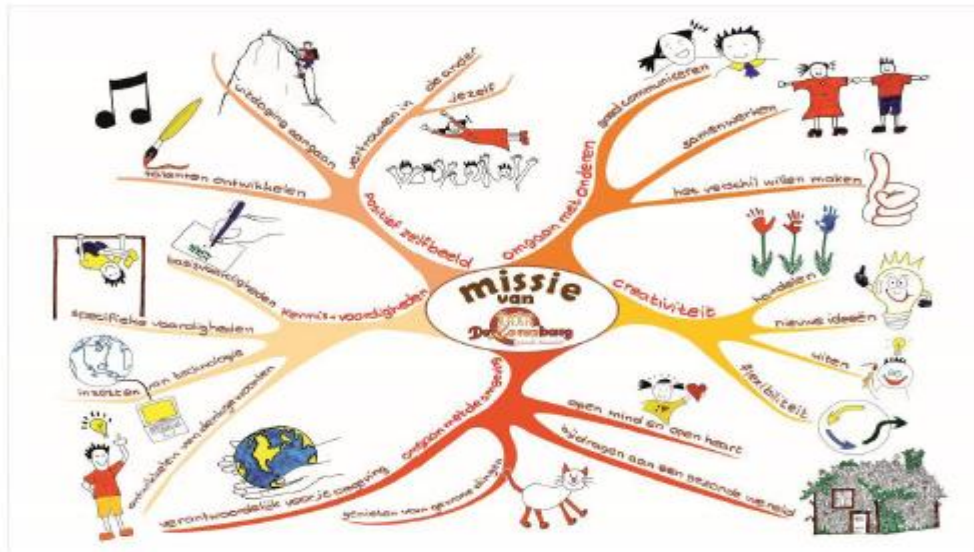 missie
van
omgaan met anderen
goed communiceren
samenwerken
het verschil willen maken
creativiteit
handelen
nieuwe ideeën
uiten
flexibiliteit
omgaan met de omgeving
open mind en open heart
bijdragen aan een gezonde wereld
genieten van gewone dingen
verantwoordelijk voor je omgeving
kennis+vaardigheden
basisvaardigheden
specifieke vaardigheden
inzetten van technologie
ontwikkelen van denkgewoonten
positief zelfbeeld
talenten ontwikkelen
uitdaging aangaan
vertrouwen in
de ander
jezelf